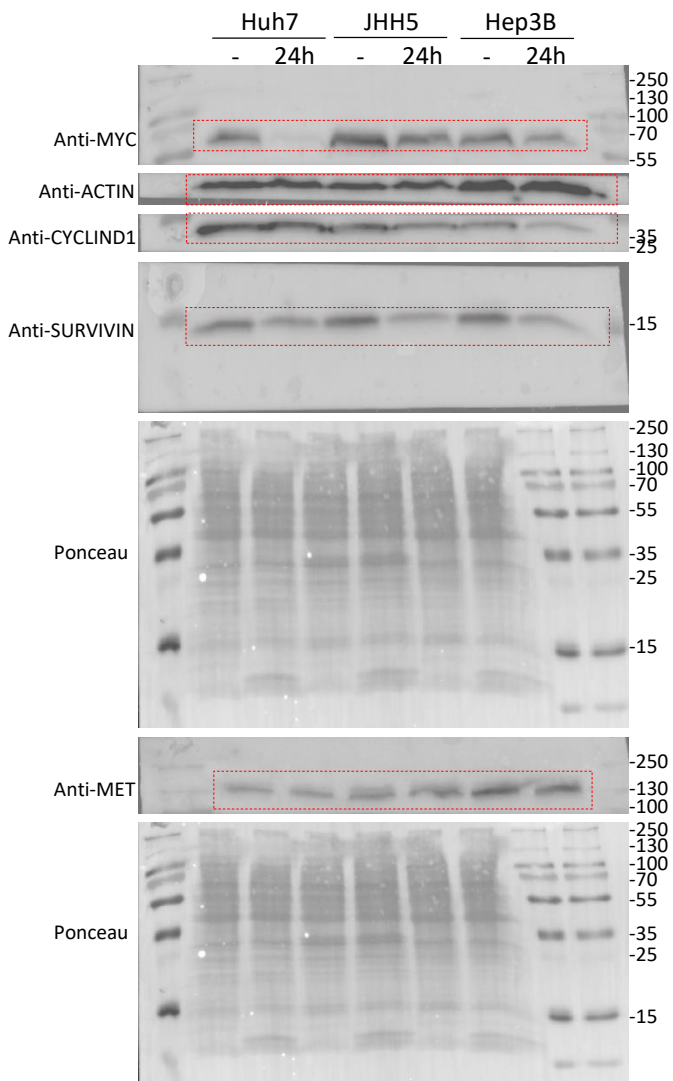 Huh7 JHH5 Hep3B
- 24h - 24h - 24h
-250
-130
-100
Anti-MYC -70
-55
Anti-ACTIN
Anti-CYCLIND1 -35
-25
Anti-SURVIVIN -15
-250
-130
-100
-70
-55
Ponceau -35
-25
-15
-250
Anti-MET -130
-100
-250
-130
-100
-70
-55
Ponceau -35
-25
-15